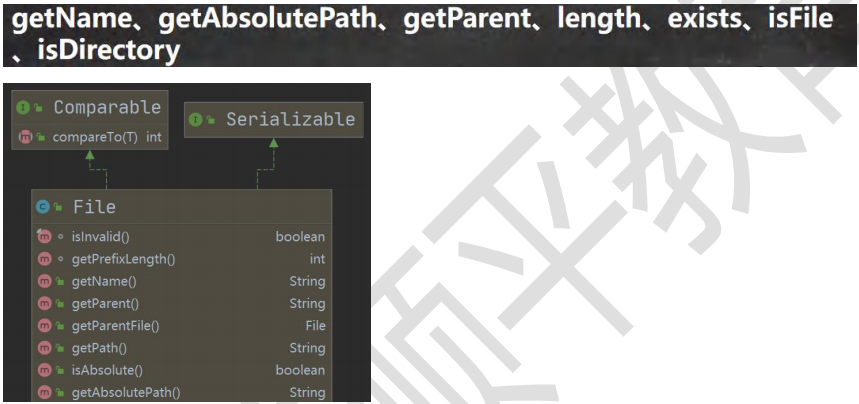 getName、getAbsolutePath、getParent、length、exists、isFile
、isDirectory
Comparable
compareTo(T) int
Serializable
File
isInvalid() boolean
getPrefixLength() int
getName() String
getParent() String
getParentFile() File
getPath() String
isAbsolute() boolean
getAbsolutePath() String